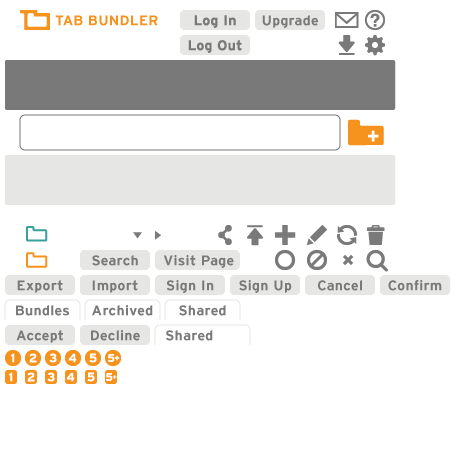 TAB BUNDLER Log In Upgrade ?
Log Out
Search Visit Page
Export Import Sign In Sign Up Cancel Confirm
Bundles Archived Shared
Accept Decline Shared
1 2 3 4 5 5+
1 2 3 4 5 5+